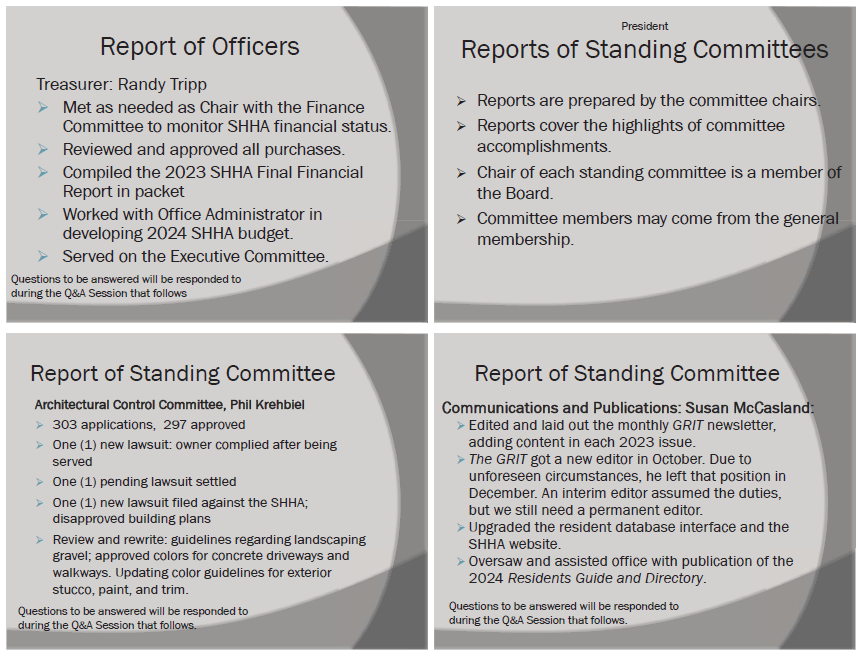 Report of Officers
Treasurer: Randy Tripp
➢ Met as needed as Chair with the Finance
Committee to monitor SHHA financial status.
➢ Reviewed and approved all purchases.
➢ Compiled the 2023 SHHA Final Financial
Report in packet
➢ Worked with Office Administrator in
developing 2024 SHHA budget.
➢ Served on the Executive Committee.
Questions to be answered will be responded to
during the Q&A Session that follows
President
Reports of Standing Committees
➢ Reports are prepared by the committee chairs.
➢ Reports cover the highlights of committee
accomplishments.
➢ Chair of each standing committee is a member of
the Board.
➢ Committee members may come from the general
membership.
Report of Standing Committee
Architectural Control Committee, Phil Krehbiel
➢ 303 applications, 297 approved
➢ One (1) new lawsuit: owner complied after being
served
➢ One (1) pending lawsuit settled
➢ One (1) new lawsuit filed against the SHHA;
disapproved building plans
➢ Review and rewrite: guidelines regarding landscaping
gravel; approved colors for concrete driveways and
walkways. Updating color guidelines for exterior
stucco, paint, and trim.
Questions to be answered will be responded to
during the Q&A Session that follows.
Report of Standing Committee
Communications and Publications: Susan McCasland:
➢ Edited and laid out the monthly GRIT newsletter,
adding content in each 2023 issue.
➢ The GRIT got a new editor in October. Due to
unforeseen circumstances, he left that position in
December. An interim editor assumed the duties,
but we still need a permanent editor.
➢ Upgraded the resident database interface and the
SHHA website.
➢ Oversaw and assisted office with publication of the
2024 Residents Guide and Directory.
Questions to be answered will be responded to
during the Q&A Session that follows.